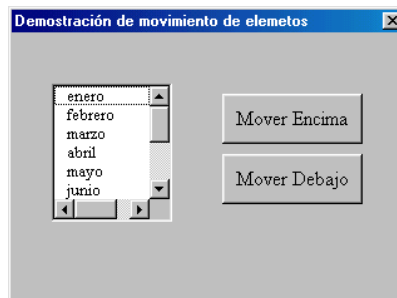 Demostración de movimiento de elemetos
enero
febrero
marzo
abril
mayo
junio
Mover Encima
Mover Debajo